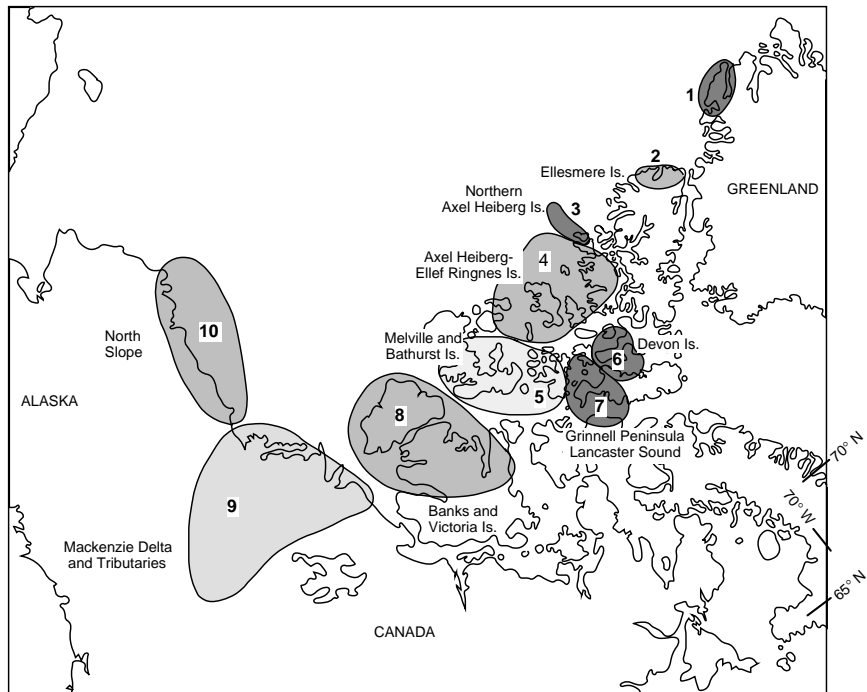 1
2
Ellesmere Is.
GREENLAND
Northern
Axel Heiberg Is.
3
Axel Heiberg-
Ellef Ringnes Is.
4
10
North
Slope
Melville and
Bathurst Is.
Devon Is.
6
5
7
ALASKA
8
Grinnell Peninsula
Lancaster Sound
70° N
70° W
9
Banks and
Victoria Is.
Mackenzie Delta
and Tributaries
65° N
CANADA